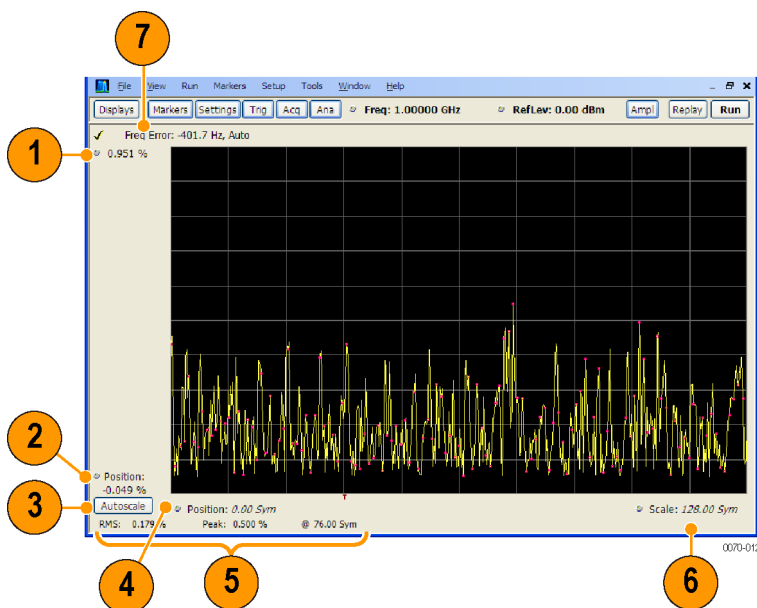 7
File View Run Markers Setup Tools Window Help
Displays Markers Settings Trig Acq Ana Freq: 1.00000 GHz RefLev: 0.00 dBm Ampl Replay Run
Freq Error: -401.7 Hz, Auto
1
0.951 %
2
Position:
-0.049 %
3
Autoscale
Position: 0.00 Sym
Scale: 128.00 Sym
T
RMS: 0.179 % Peak: 0.500 % @ 76.00 Sym
0070-012
4
5
6